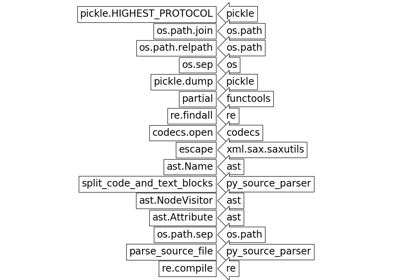 pickle.HIGHEST_PROTOCOL pickle
os.path.join os.path
os.path.relpath os.path
os.sep os
pickle.dump pickle
partial functools
re.findall re
codecs.open codecs
escape xml.sax.saxutils
ast.Name ast
split_code_and_text_blocks py_source_parser
ast.NodeVisitor ast
ast.Attribute ast
os.path.sep os.path
parse_source_file py_source_parser
re.compile re